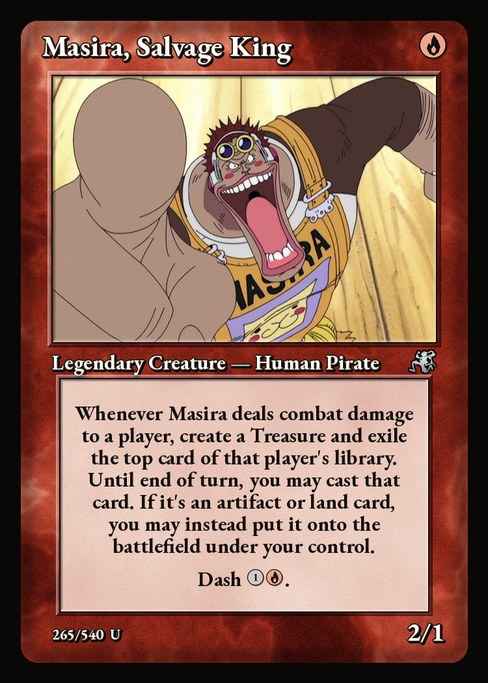 Masira, Salvage King
MASIRA
Legendary Creature — Human Pirate
Whenever Masira deals combat damage
to a player, create a Treasure and exile
the top card of that player's library.
Until end of turn, you may cast that
card. If it's an artifact or land card,
you may instead put it onto the
battlefield under your control.
Dash 1.
265/540 U
2/1